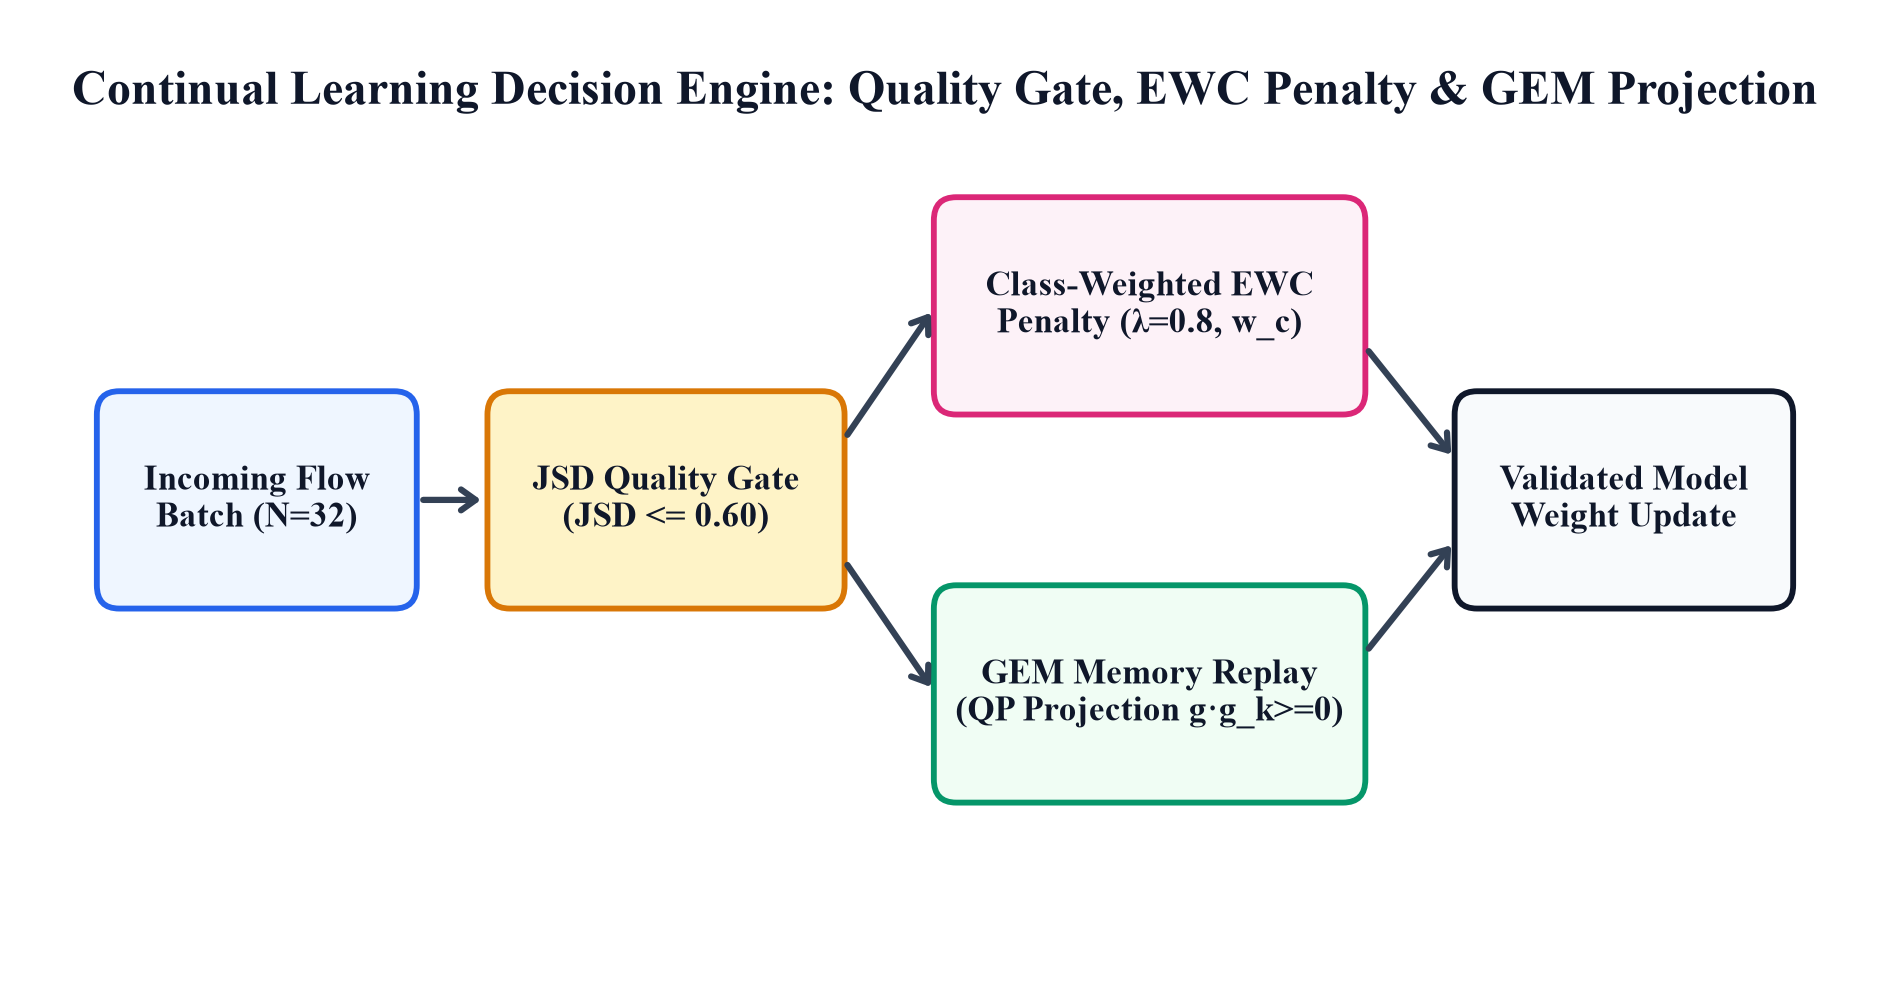 Continual Learning Decision Engine: Quality Gate, EWC Penalty & GEM Projection
Incoming Flow
Batch (N=32)
JSD Quality Gate
(JSD <= 0.60)
Class-Weighted EWC
Penalty (λ=0.8, w_c)
GEM Memory Replay
(QP Projection g·g_k>=0)
Validated Model
Weight Update